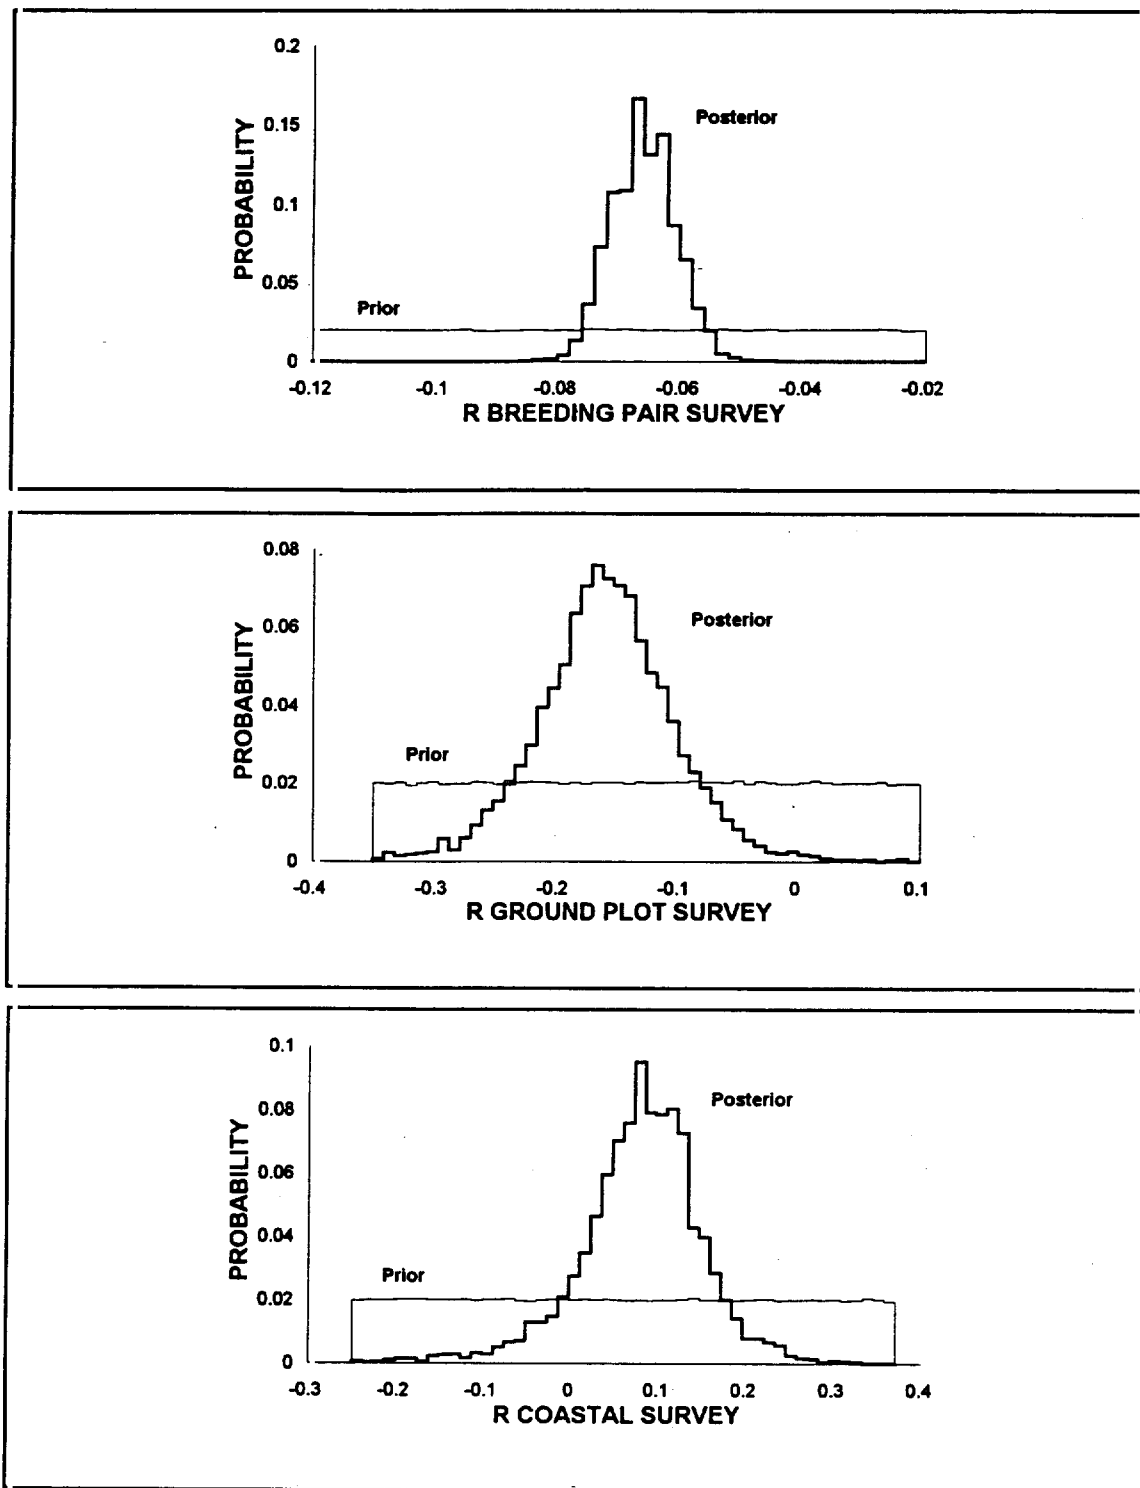 0.2
Posterior
0.15
PROBABILITY
0.1
0.05
Prior
0
-0.12 -0.1 -0.08 -0.06 -0.04 -0.02
R BREEDING PAIR SURVEY
0.08
0.06
Posterior
PROBABILITY
0.04
Prior
0.02
0
-0.4 -0.3 -0.2 -0.1 0 0.1
R GROUND PLOT SURVEY
0.1
Posterior
0.08
PROBABILITY
0.06
0.04
Prior
0.02
0
-0.3 -0.2 -0.1 0 0.1 0.2 0.3 0.4
R COASTAL SURVEY